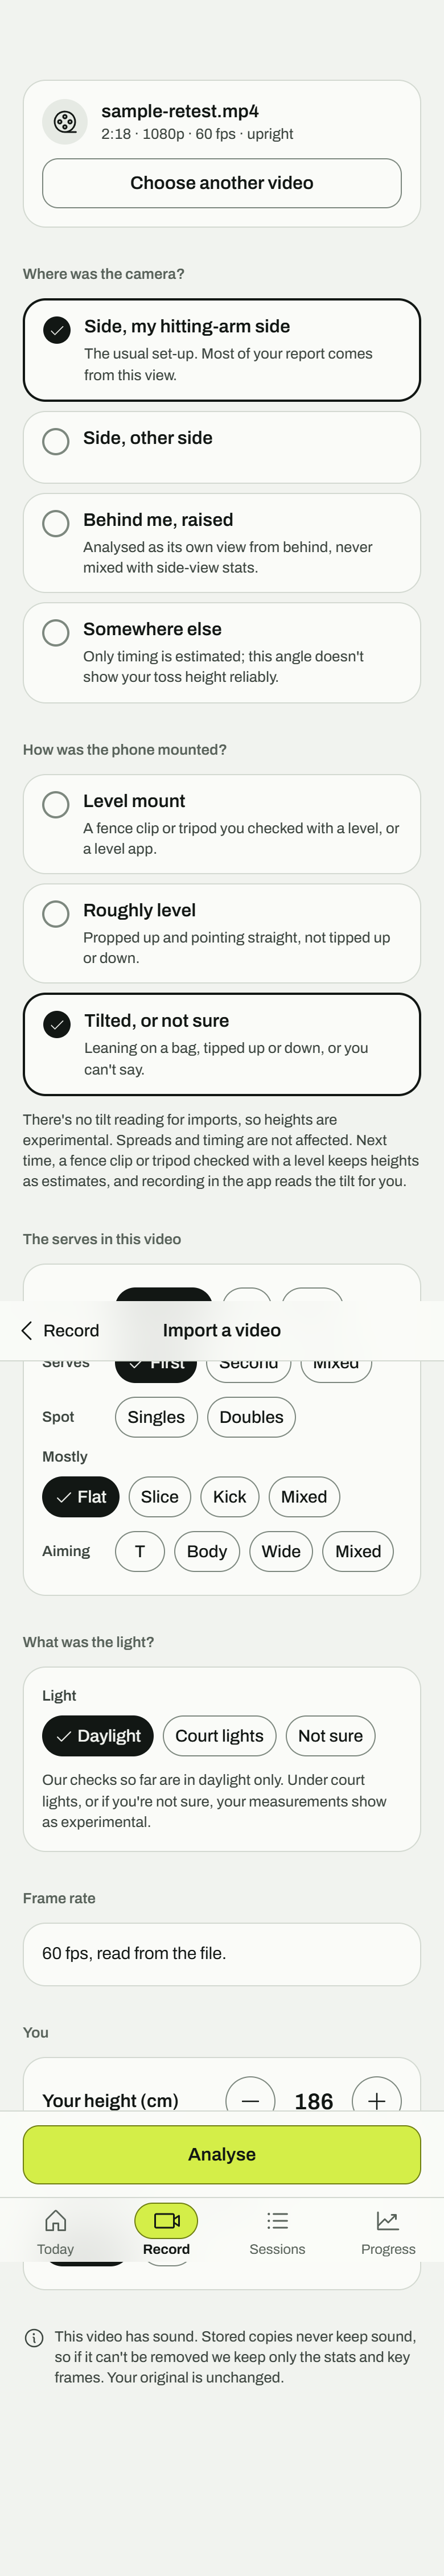 sample-retest.mp4
2:18 · 1080p · 60 fps · upright
Choose another video
Where was the camera?
Side, my hitting-arm side
The usual set-up. Most of your report comes
from this view.
Side, other side
Behind me, raised
Analysed as its own view from behind, never
mixed with side-view stats.
Somewhere else
Only timing is estimated; this angle doesn't
show your toss height reliably.
How was the phone mounted?
Level mount
A fence clip or tripod you checked with a level, or
a level app.
Roughly level
Propped up and pointing straight, not tipped up
or down.
Tilted, or not sure
Leaning on a bag, tipped up or down, or you
can't say.
There's no tilt reading for imports, so heights are
experimental. Spreads and timing are not affected. Next
time, a fence clip or tripod checked with a level keeps heights
as estimates, and recording in the app reads the tilt for you.
The serves in this video
Record Import a video
Serves First Second Mixed
Spot Singles Doubles
Mostly
Flat Slice Kick Mixed
Aiming T Body Wide Mixed
What was the light?
Light
Daylight Court lights Not sure
Our checks so far are in daylight only. Under court
lights, or if you're not sure, your measurements show
as experimental.
Frame rate
60 fps, read from the file.
You
Your height (cm) 186
Analyse
Today Record Sessions Progress
This video has sound. Stored copies never keep sound,
so if it can't be removed we keep only the stats and key
frames. Your original is unchanged.